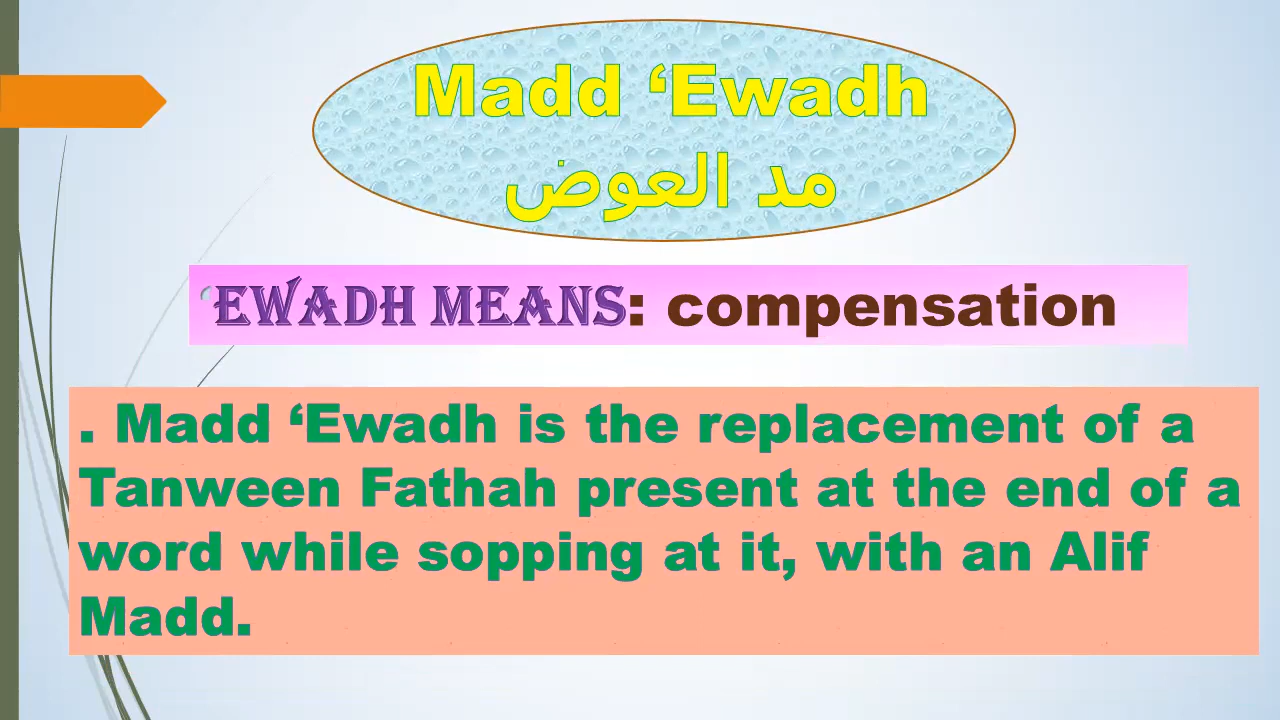 Madd ‘Ewadh
مد العوض
‘EWADH MEANS: compensation
. Madd ‘Ewadh is the replacement of a
Tanween Fathah present at the end of a
word while sopping at it, with an Alif
Madd.